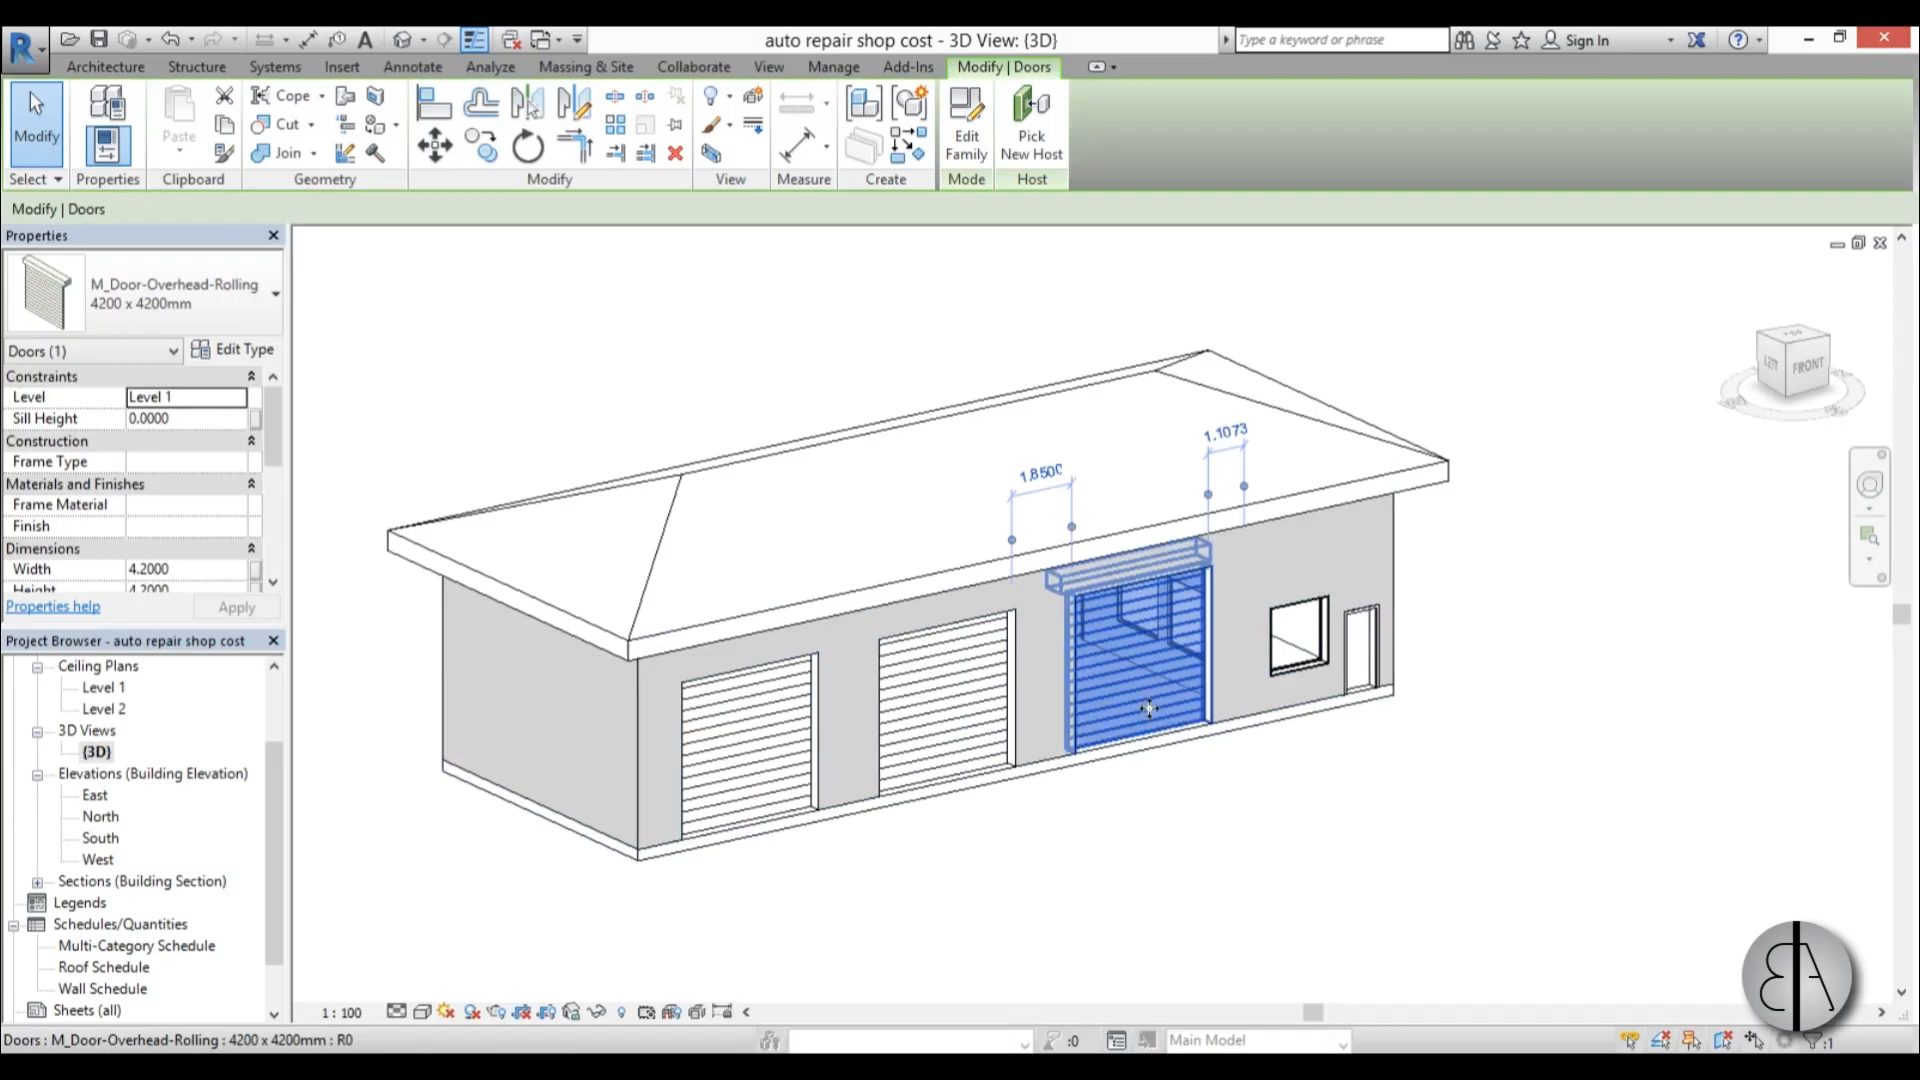 auto repair shop cost - 3D View: {3D}
Type a keyword or phrase
Sign In
Architecture Structure Systems Insert Annotate Analyze Massing & Site Collaborate View Manage Add-Ins Modify | Doors
Modify
Paste
Cope
Cut
Join
Edit Family
Pick New Host
Select Properties Clipboard Geometry Modify View Measure Create Mode Host
Modify | Doors
Properties
M_Door-Overhead-Rolling
4200 x 4200mm
Doors (1) Edit Type
Constraints
Level Level 1
Sill Height 0.0000
Construction
Frame Type
Materials and Finishes
Frame Material
Finish
Dimensions
Width 4.2000
Height 4.2000
Properties help Apply
Project Browser - auto repair shop cost
Ceiling Plans
Level 1
Level 2
3D Views
{3D}
Elevations (Building Elevation)
East
North
South
West
Sections (Building Section)
Legends
Schedules/Quantities
Multi-Category Schedule
Roof Schedule
Wall Schedule
Sheets (all)
1.8500
1.1073
LEFT
FRONT
1 : 100
Doors : M_Door-Overhead-Rolling : 4200 x 4200mm : R0
:0
Main Model
:1